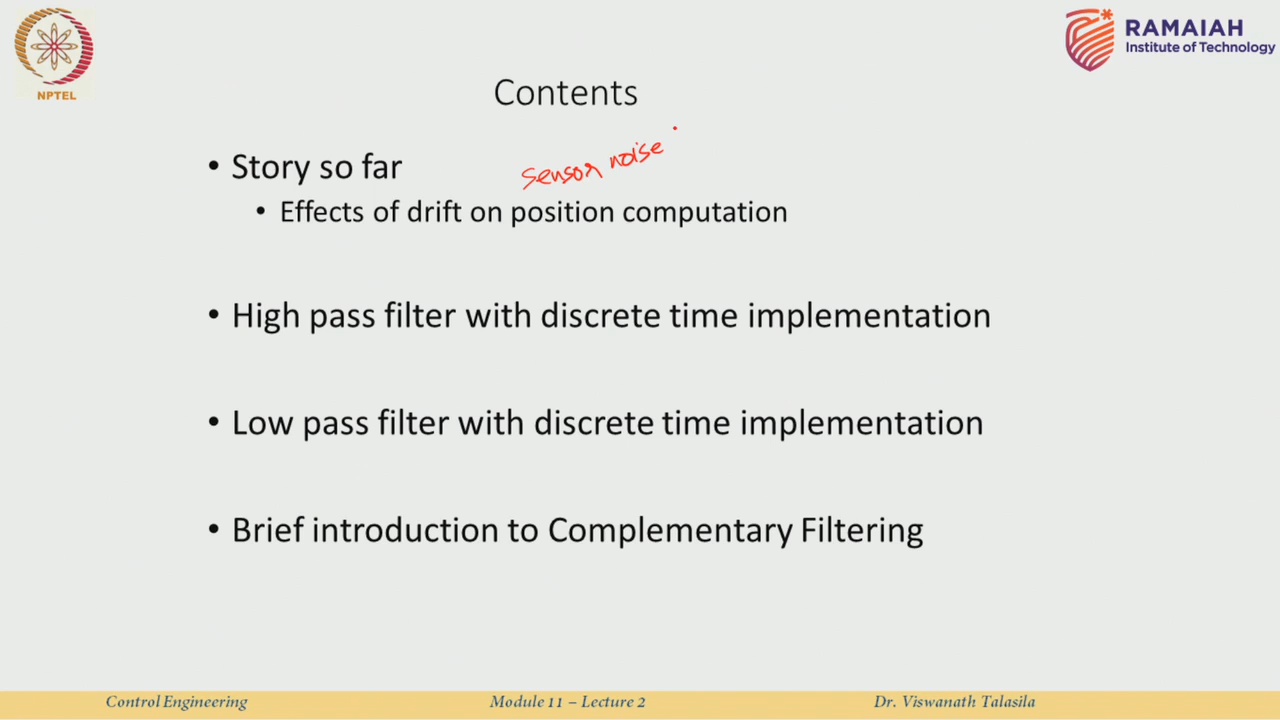 NPTEL
RAMAIAH
Institute of Technology
Contents
• Story so far
sensor noise
• Effects of drift on position computation
• High pass filter with discrete time implementation
• Low pass filter with discrete time implementation
• Brief introduction to Complementary Filtering
Control Engineering
Module 11 – Lecture 2
Dr. Viswanath Talasila